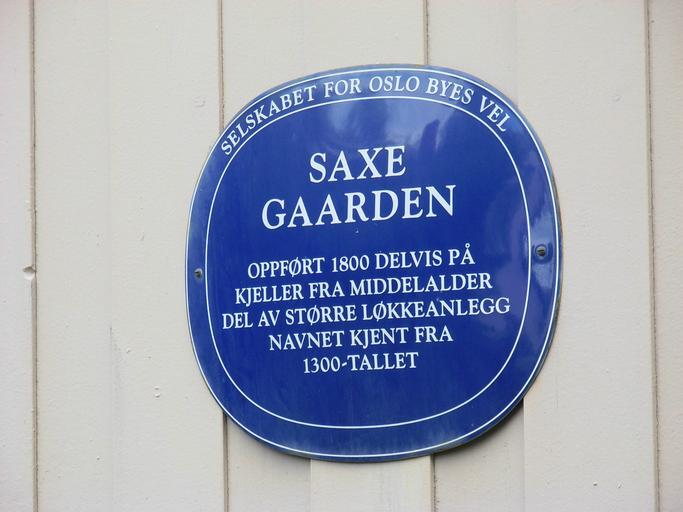 SELSKABET FOR OSLO BYES VEL
SAXE
GAARDEN
OPPFØRT 1800 DELVIS PÅ
KJELLER FRA MIDDELALDER
DEL AV STØRRE LØKKEANLEGG
NAVNET KJENT FRA
1300-TALLET